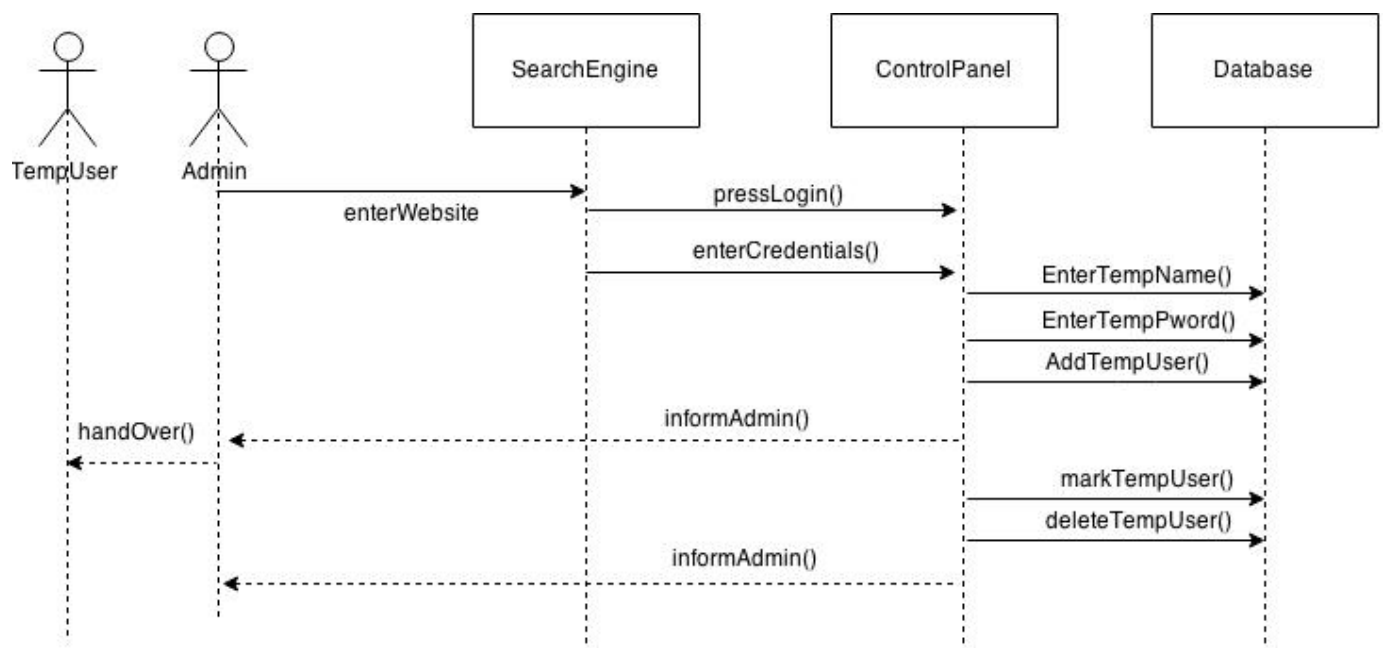 SearchEngine
ControlPanel
Database
TempUser
Admin
enterWebsite
pressLogin()
enterCredentials()
EnterTempName()
EnterTempPword()
AddTempUser()
informAdmin()
handOver()
markTempUser()
deleteTempUser()
informAdmin()